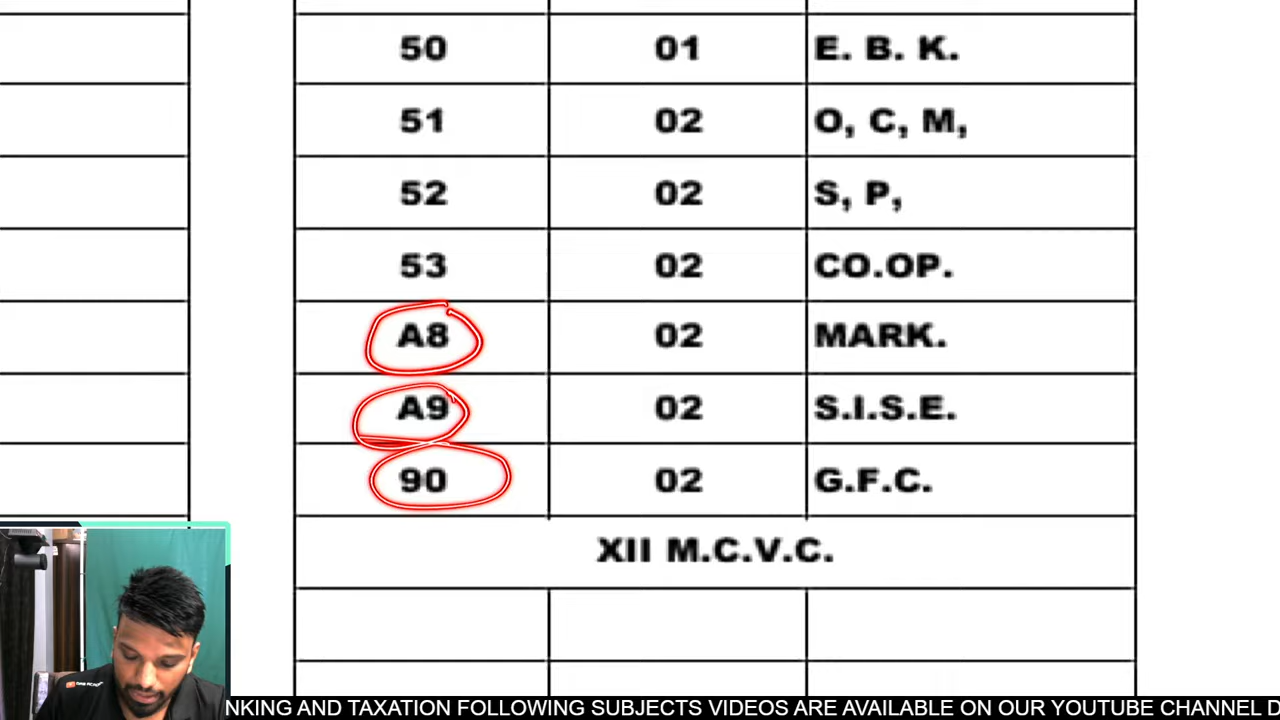 50 01 E. B. K.
51 02 O, C, M,
52 02 S, P,
53 02 CO.OP.
A8 02 MARK.
A9 02 S.I.S.E.
90 02 G.F.C.
XII M.C.V.C.
NKING AND TAXATION FOLLOWING SUBJECTS VIDEOS ARE AVAILABLE ON OUR YOUTUBE CHANNEL D